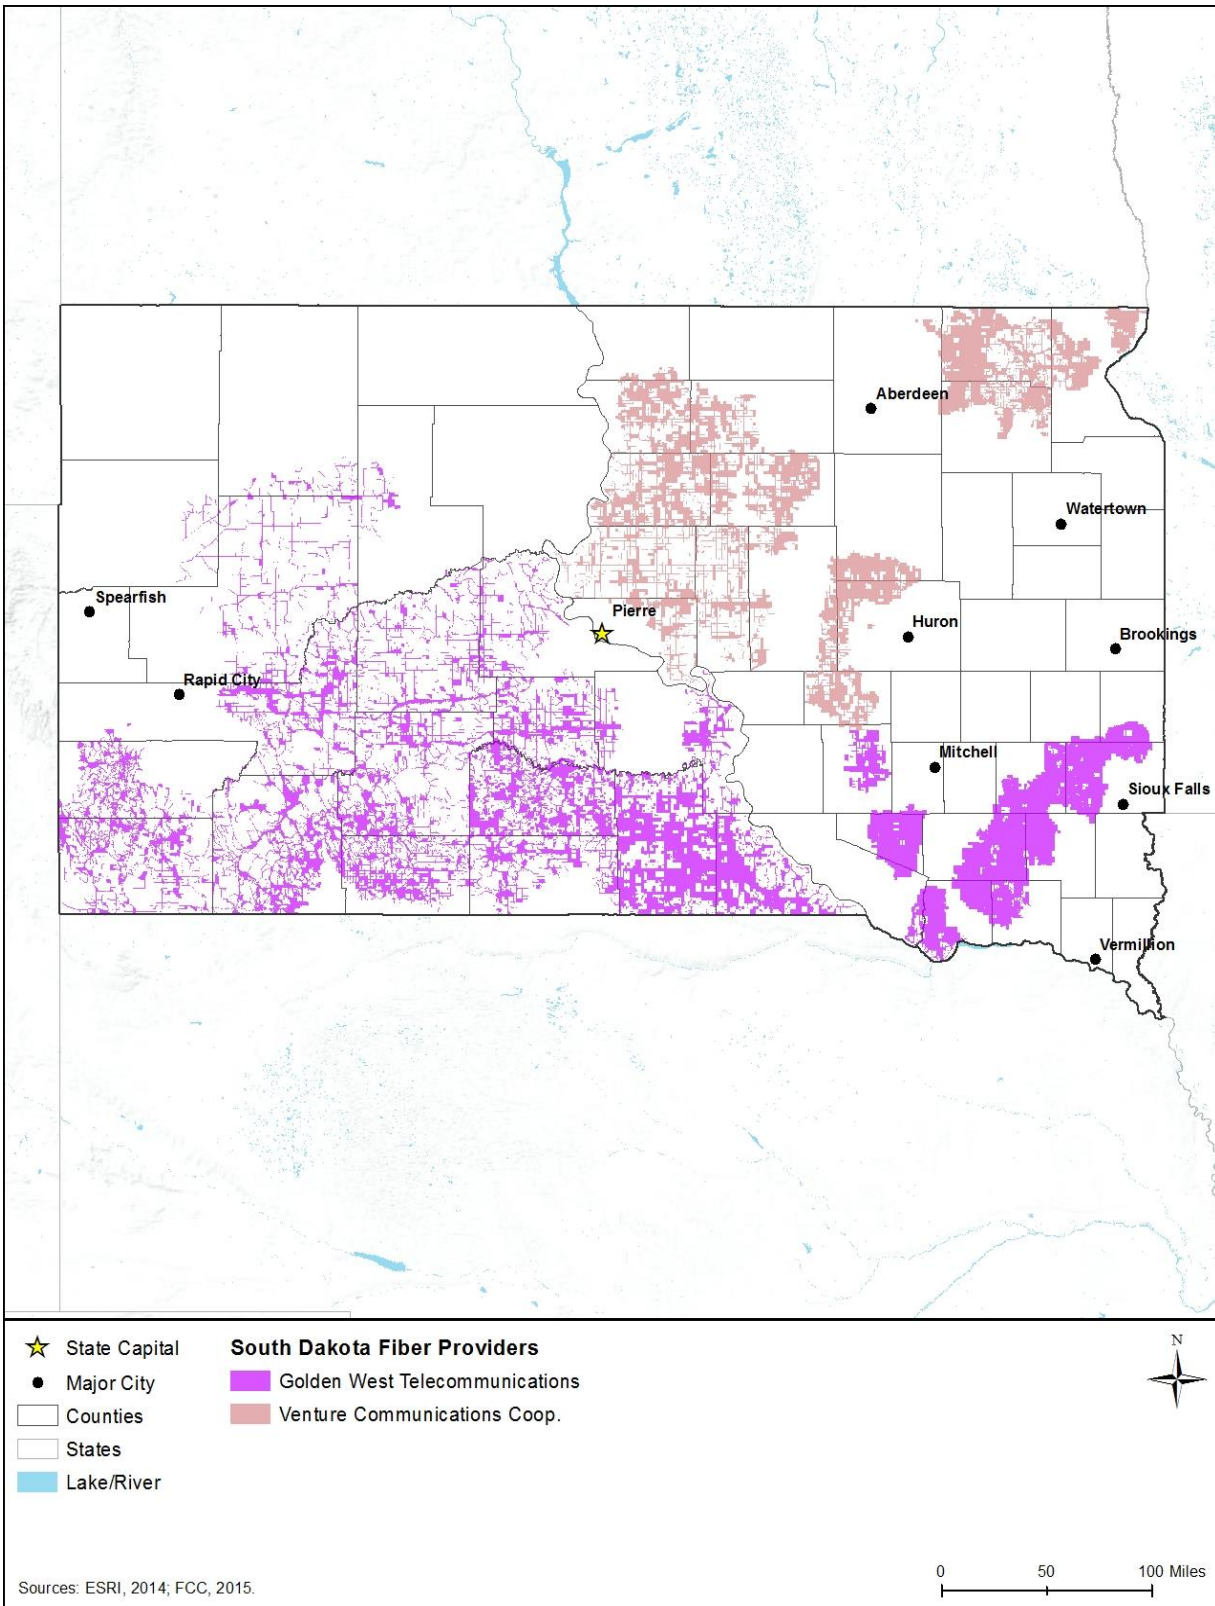 Aberdeen
Watertown
Spearfish
Pierre
Huron
Brookings
Rapid City
Mitchell
Sioux Falls
Vermillion
State Capital
Major City
Counties
States
Lake/River
South Dakota Fiber Providers
Golden West Telecommunications
Venture Communications Coop.
N
Sources: ESRI, 2014; FCC, 2015.
0 50 100 Miles